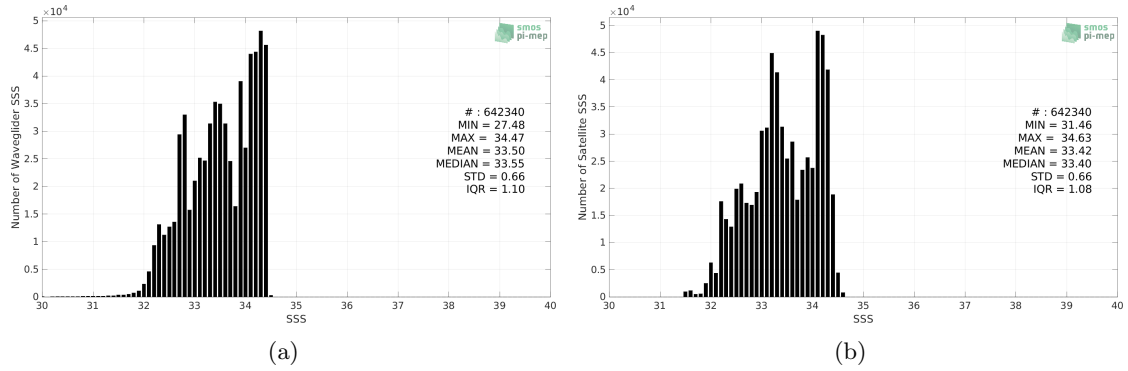 ×10⁴
5
4.5
4
3.5
3
2.5
2
1.5
1
0.5
0
Number of Waveglider SSS
smos
pi-mep
# : 642340
MIN = 27.48
MAX = 34.47
MEAN = 33.50
MEDIAN = 33.55
STD = 0.66
IQR = 1.10
30 31 32 33 34 35 36 37 38 39 40
SSS
(a)
×10⁴
5
4.5
4
3.5
3
2.5
2
1.5
1
0.5
0
Number of Satellite SSS
smos
pi-mep
# : 642340
MIN = 31.46
MAX = 34.63
MEAN = 33.42
MEDIAN = 33.40
STD = 0.66
IQR = 1.08
30 31 32 33 34 35 36 37 38 39 40
SSS
(b)